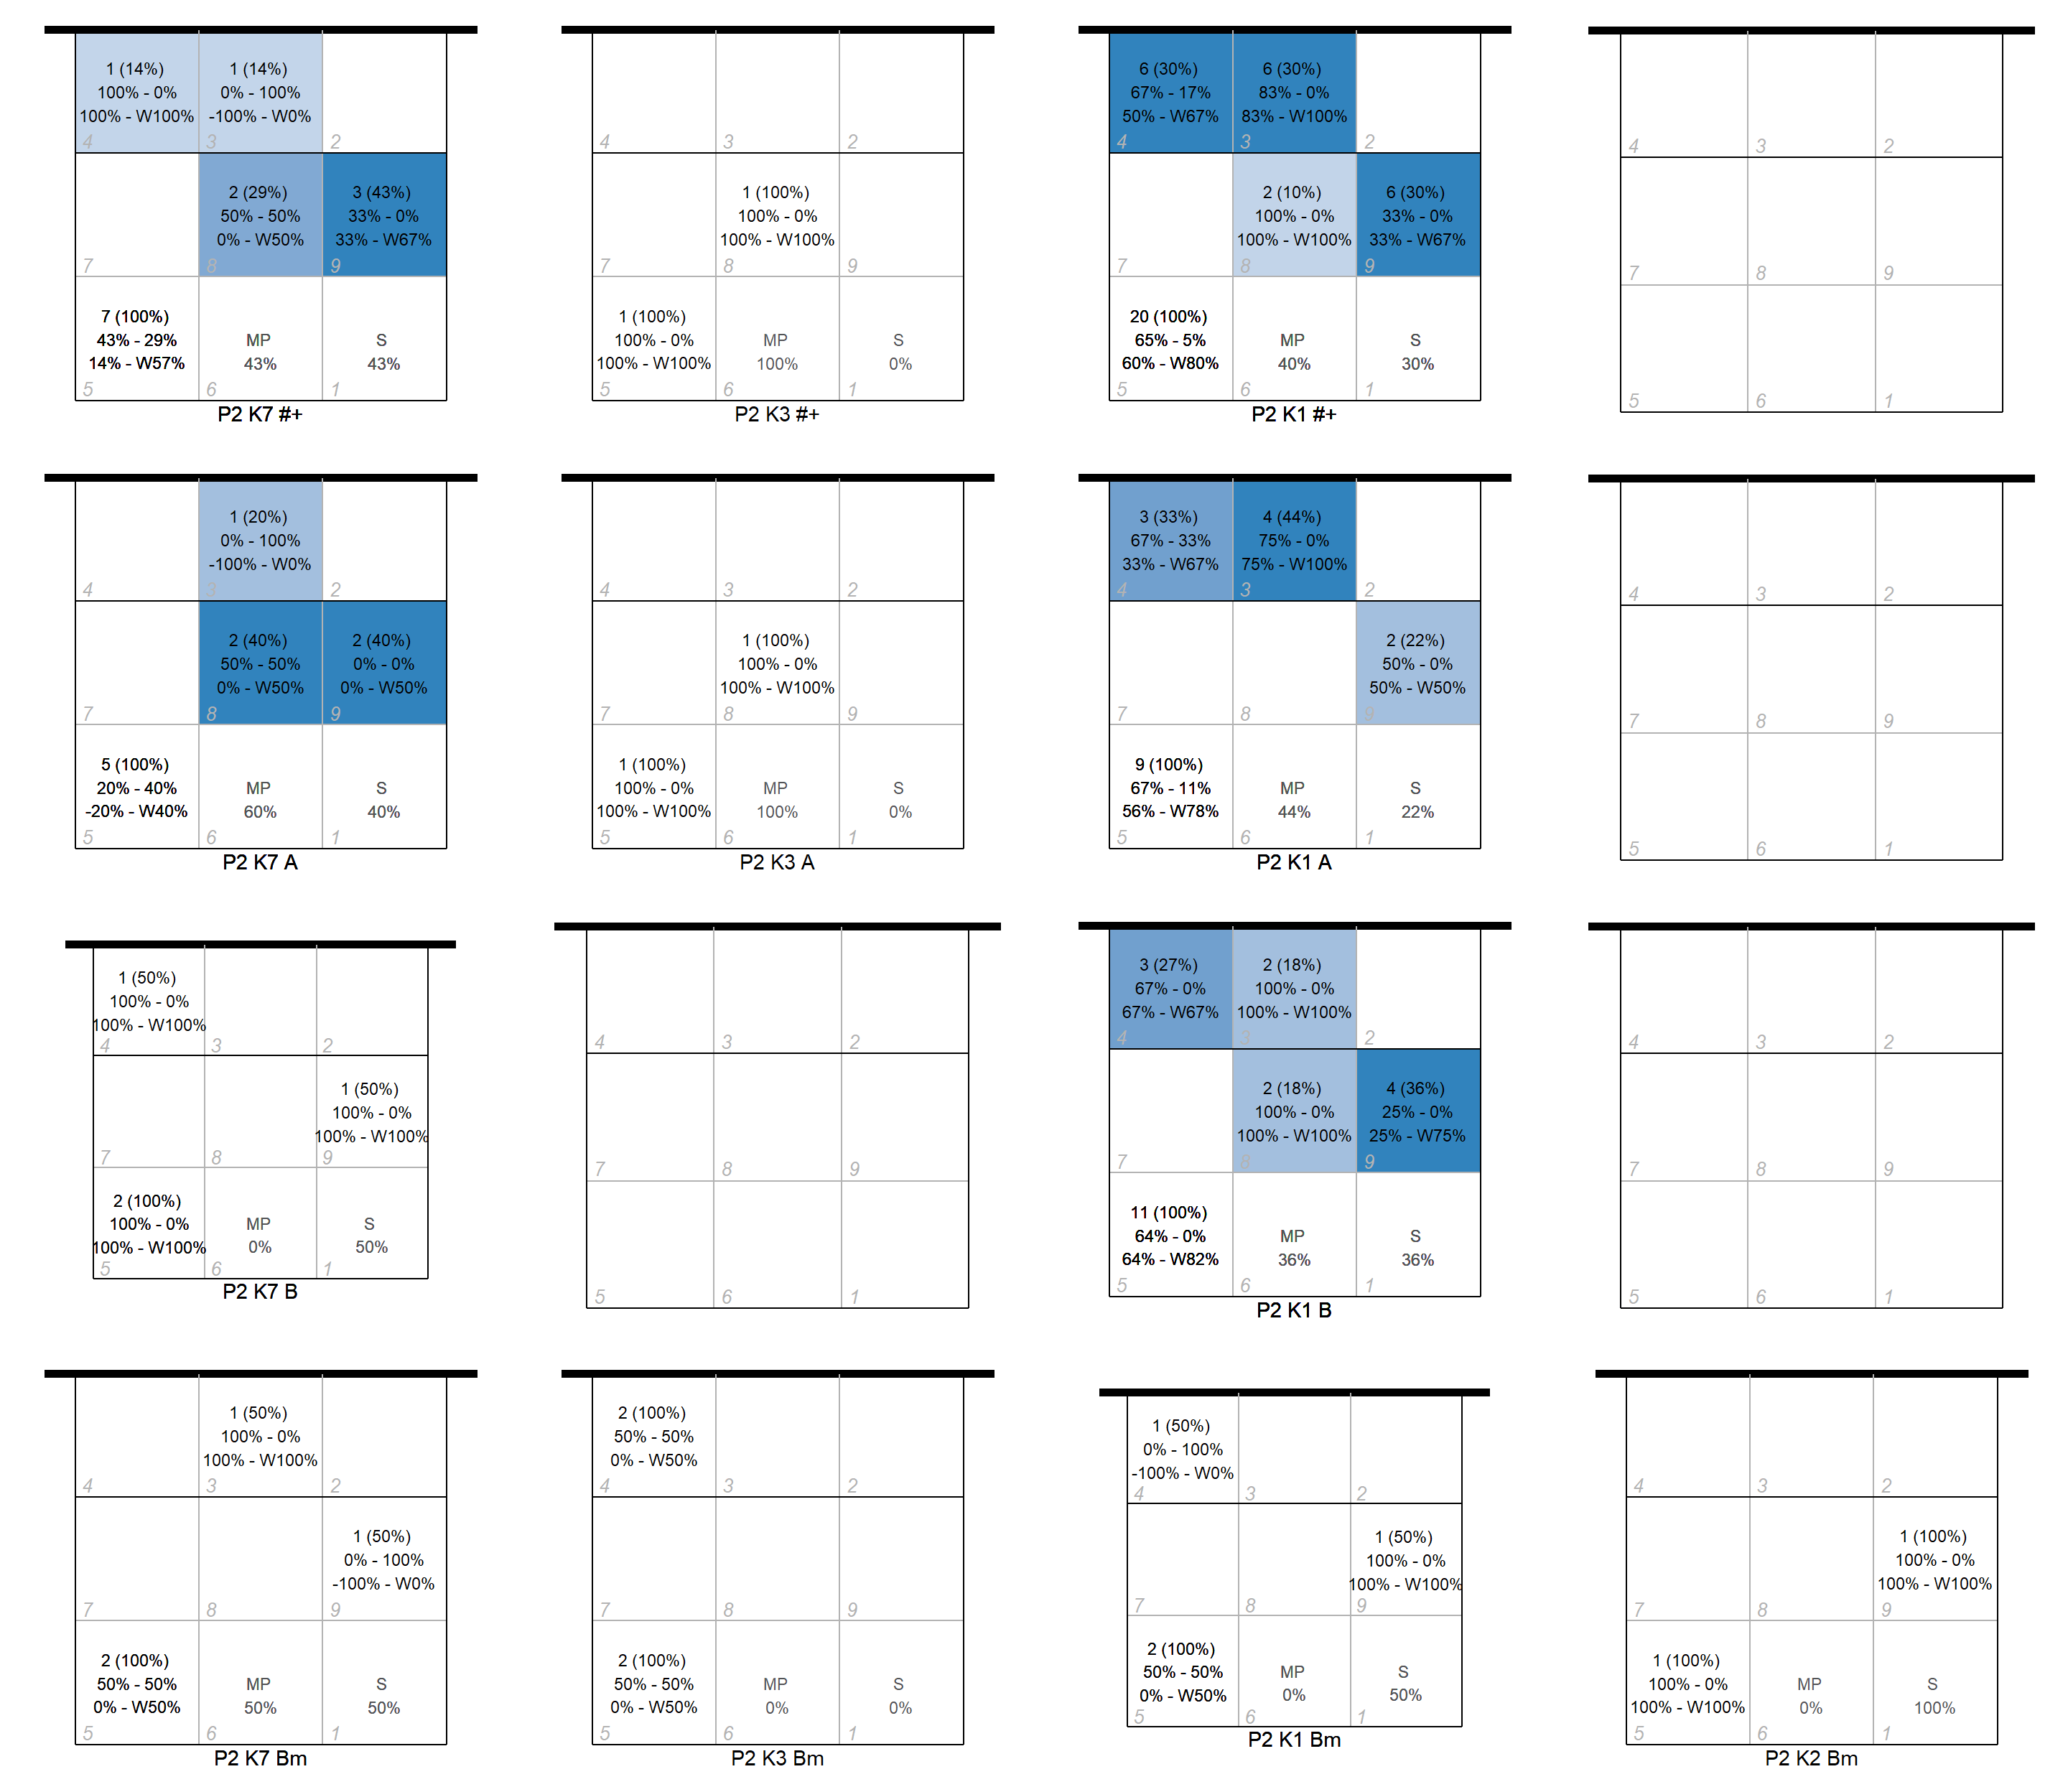 1 (14%)
100% - 0%
100% - W100%
4
1 (14%)
0% - 100%
-100% - W0%
3
2
7
2 (29%)
50% - 50%
0% - W50%
8
3 (43%)
33% - 0%
33% - W67%
9
7 (100%)
43% - 29%
14% - W57%
5
MP
43%
6
S
43%
1
P2 K7 #+
4
3
2
7
1 (100%)
100% - 0%
100% - W100%
8
9
1 (100%)
100% - 0%
100% - W100%
5
MP
100%
6
S
0%
1
P2 K3 #+
6 (30%)
67% - 17%
50% - W67%
4
6 (30%)
83% - 0%
83% - W100%
3
2
7
2 (10%)
100% - 0%
100% - W100%
8
6 (30%)
33% - 0%
33% - W67%
9
20 (100%)
65% - 5%
60% - W80%
5
MP
40%
6
S
30%
1
P2 K1 #+
4
3
2
7
8
9
5
6
1
4
1 (20%)
0% - 100%
-100% - W0%
3
2
7
2 (40%)
50% - 50%
0% - W50%
8
2 (40%)
0% - 0%
0% - W50%
9
5 (100%)
20% - 40%
-20% - W40%
5
MP
60%
6
S
40%
1
P2 K7 A
4
3
2
7
1 (100%)
100% - 0%
100% - W100%
8
9
1 (100%)
100% - 0%
100% - W100%
5
MP
100%
6
S
0%
1
P2 K3 A
3 (33%)
67% - 33%
33% - W67%
4
4 (44%)
75% - 0%
75% - W100%
3
2
7
8
2 (22%)
50% - 0%
50% - W50%
9
9 (100%)
67% - 11%
56% - W78%
5
MP
44%
6
S
22%
1
P2 K1 A
4
3
2
7
8
9
5
6
1
1 (50%)
100% - 0%
100% - W100%
4
3
2
7
8
1 (50%)
100% - 0%
100% - W100%
9
2 (100%)
100% - 0%
100% - W100%
5
MP
0%
6
S
50%
1
P2 K7 B
4
3
2
7
8
9
5
6
1
3 (27%)
67% - 0%
67% - W67%
4
2 (18%)
100% - 0%
100% - W100%
3
2
7
2 (18%)
100% - 0%
100% - W100%
8
4 (36%)
25% - 0%
25% - W75%
9
11 (100%)
64% - 0%
64% - W82%
5
MP
36%
6
S
36%
1
P2 K1 B
4
3
2
7
8
9
5
6
1
4
1 (50%)
100% - 0%
100% - W100%
3
2
7
8
1 (50%)
0% - 100%
-100% - W0%
9
2 (100%)
50% - 50%
0% - W50%
5
MP
50%
6
S
50%
1
P2 K7 Bm
2 (100%)
50% - 50%
0% - W50%
4
3
2
7
8
9
2 (100%)
50% - 50%
0% - W50%
5
MP
0%
6
S
0%
1
P2 K3 Bm
1 (50%)
0% - 100%
-100% - W0%
4
3
2
7
8
1 (50%)
100% - 0%
100% - W100%
9
2 (100%)
50% - 50%
0% - W50%
5
MP
0%
6
S
50%
1
P2 K1 Bm
4
3
2
7
8
1 (100%)
100% - 0%
100% - W100%
9
1 (100%)
100% - 0%
100% - W100%
5
MP
0%
6
S
100%
1
P2 K2 Bm